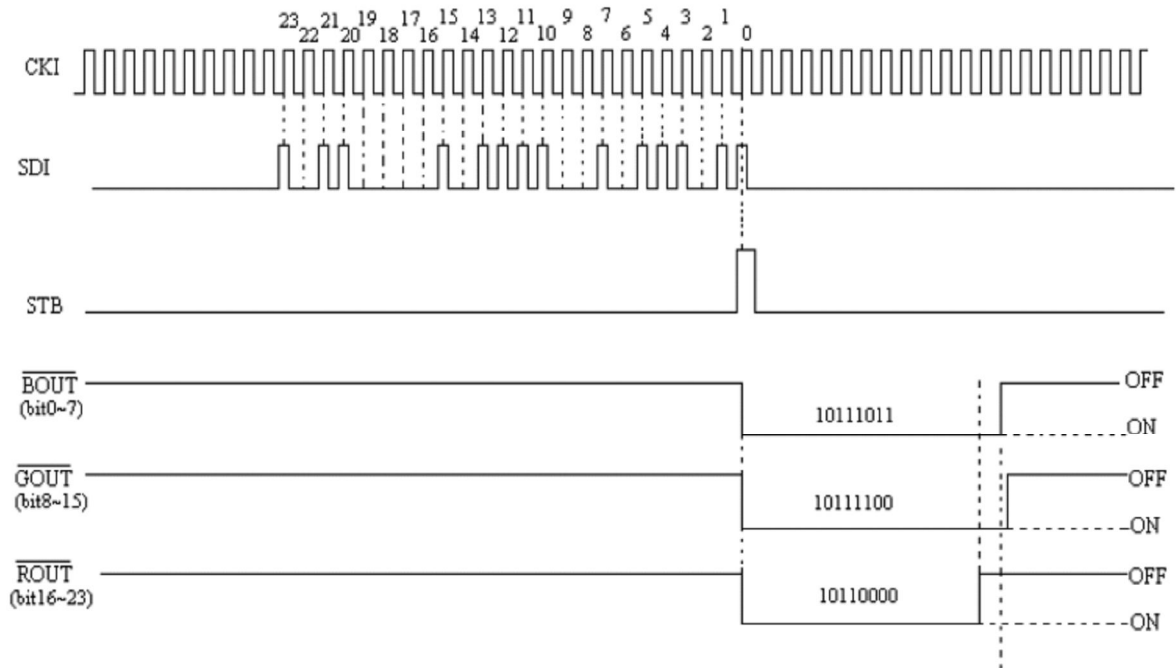 23 22 21 20 19 18 17 16 15 14 13 12 11 10 9 8 7 6 5 4 3 2 1 0
CKI
SDI
STB
BOUT
(bit0~7)
10111011
OFF
ON
GOUT
(bit8~15)
10111100
OFF
ON
ROUT
(bit16~23)
10110000
OFF
ON